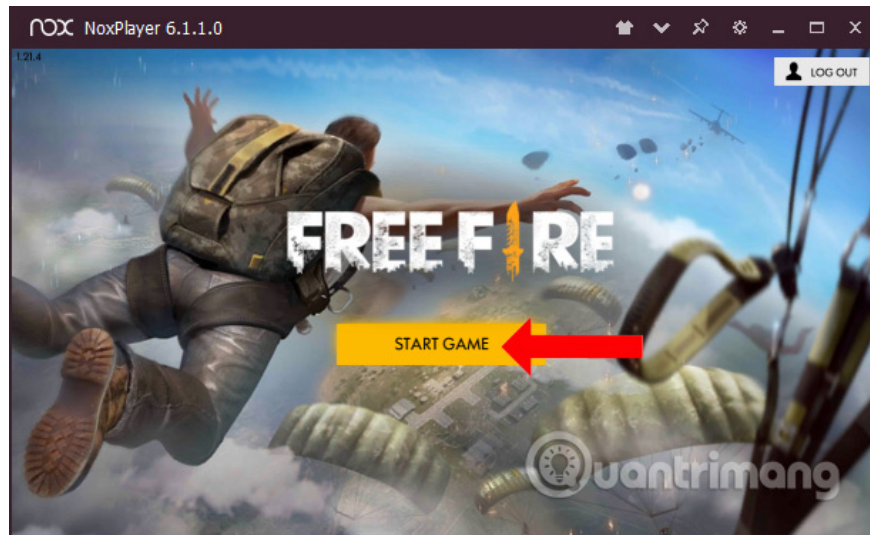 nox NoxPlayer 6.1.1.0
1.21.4
LOG OUT
FREE FIRE
START GAME
Quantrimang